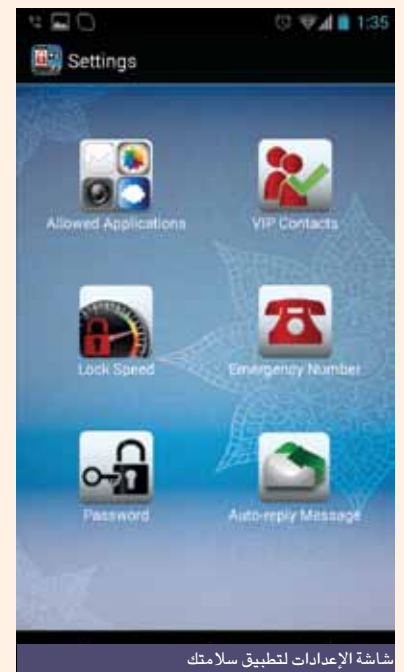 1:35
Settings
Allowed Applications
VIP Contacts
Lock Speed
Emergency Number
Password
Auto-reply Message
شاشة الإعدادات لتطبيق سلامتك